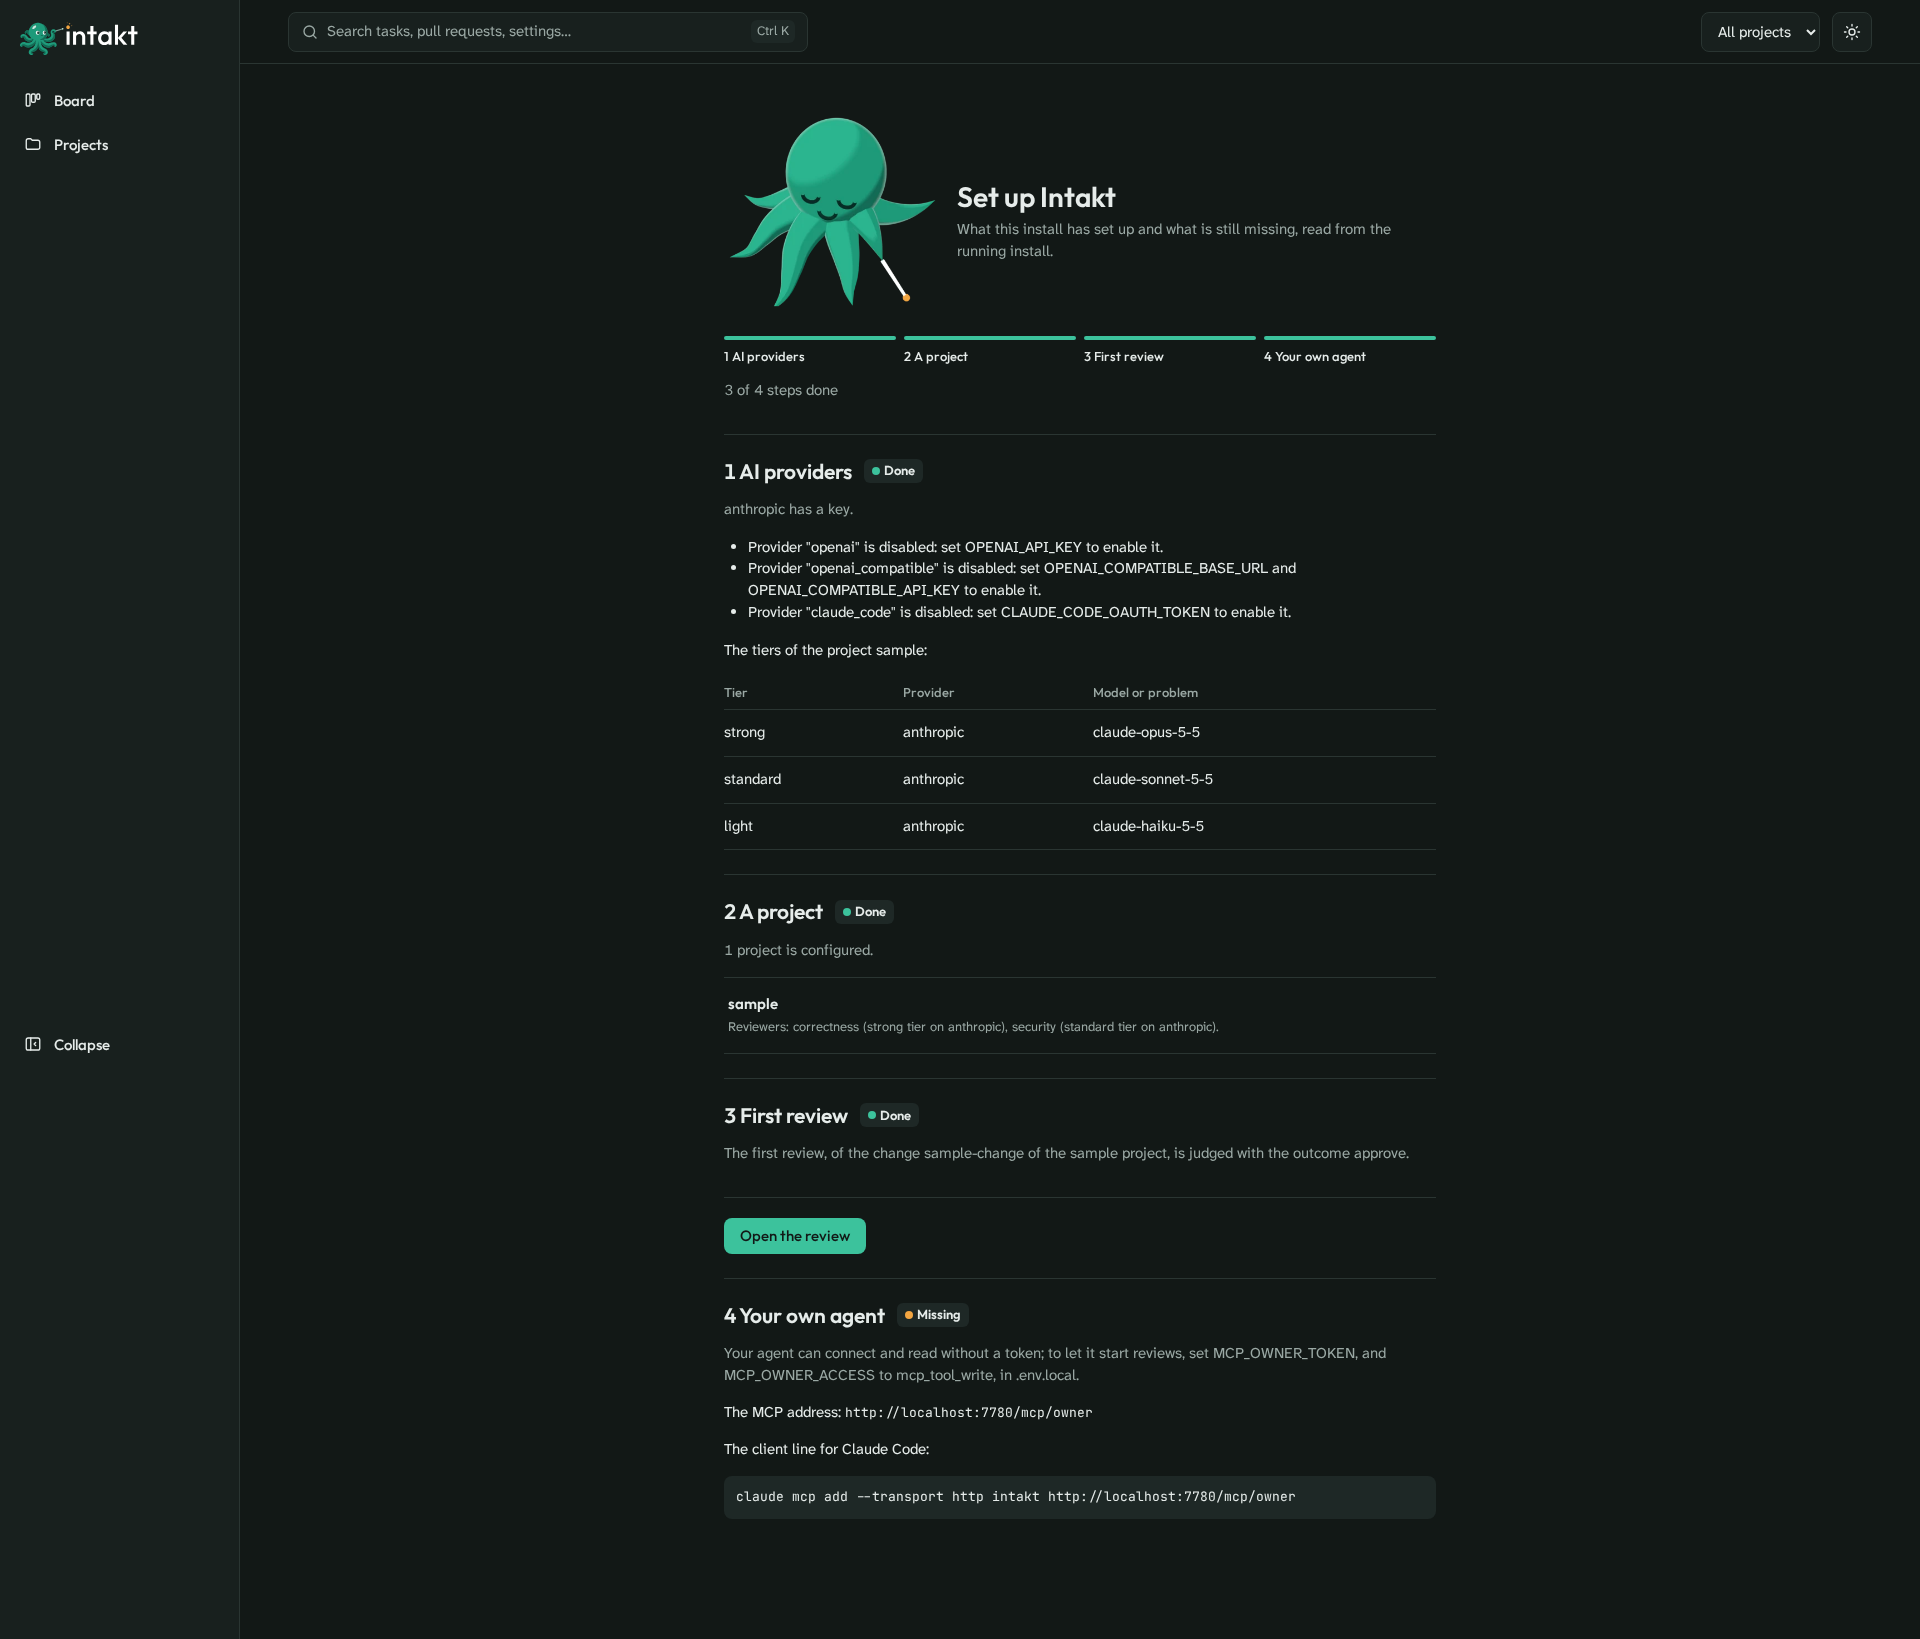 intakt
Search tasks, pull requests, settings...
Ctrl K
All projects
Board
Projects
Set up Intakt
What this install has set up and what is still missing, read from the
running install.
1 AI providers
2 A project
3 First review
4 Your own agent
3 of 4 steps done
1 AI providers
Done
anthropic has a key.
Provider "openai" is disabled: set OPENAI_API_KEY to enable it.
Provider "openai_compatible" is disabled: set OPENAI_COMPATIBLE_BASE_URL and
OPENAI_COMPATIBLE_API_KEY to enable it.
Provider "claude_code" is disabled: set CLAUDE_CODE_OAUTH_TOKEN to enable it.
The tiers of the project sample:
Tier Provider Model or problem
strong anthropic claude-opus-5-5
standard anthropic claude-sonnet-5-5
light anthropic claude-haiku-5-5
2 A project
Done
1 project is configured.
sample
Reviewers: correctness (strong tier on anthropic), security (standard tier on anthropic).
Collapse
3 First review
Done
The first review, of the change sample-change of the sample project, is judged with the outcome approve.
Open the review
4 Your own agent
Missing
Your agent can connect and read without a token; to let it start reviews, set MCP_OWNER_TOKEN, and
MCP_OWNER_ACCESS to mcp_tool_write, in .env.local.
The MCP address: http://localhost:7780/mcp/owner
The client line for Claude Code:
claude mcp add --transport http intakt http://localhost:7780/mcp/owner